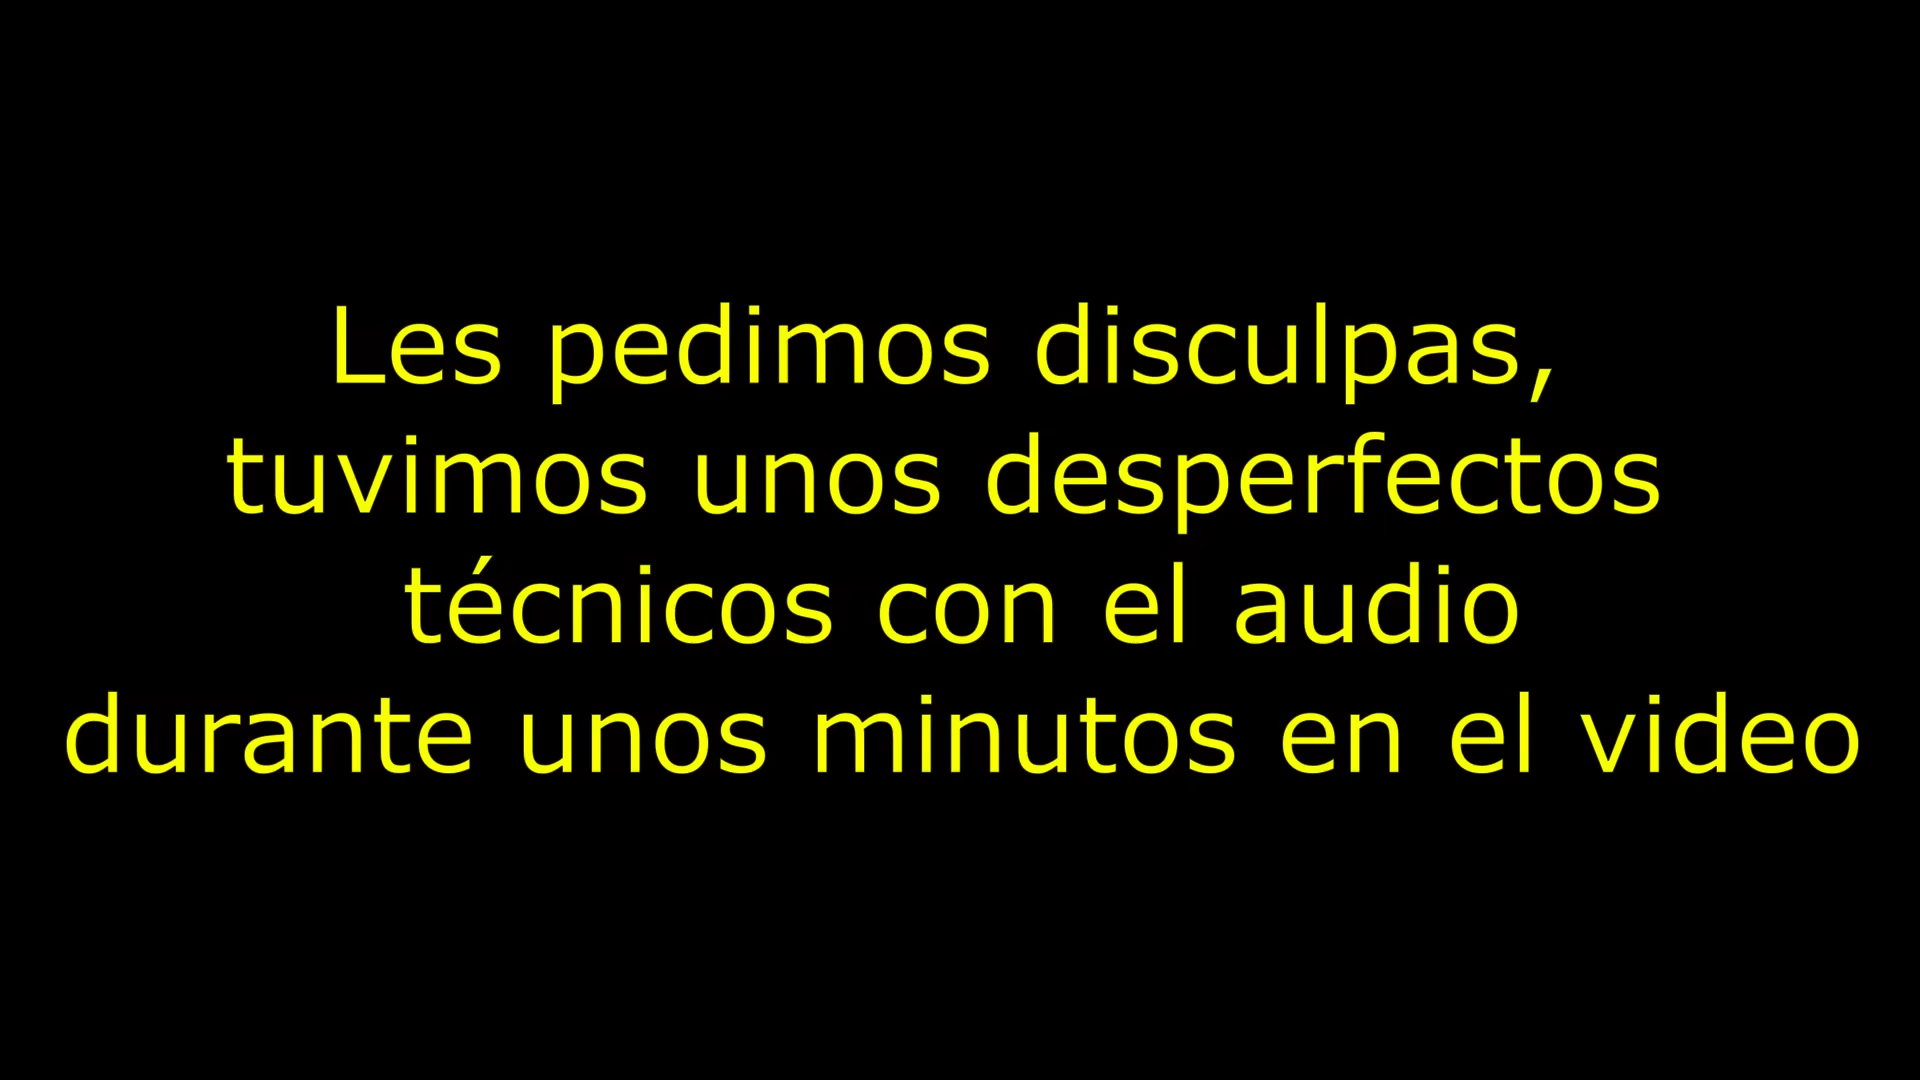 Les pedimos disculpas,
tuvimos unos desperfectos
técnicos con el audio
durante unos minutos en el video